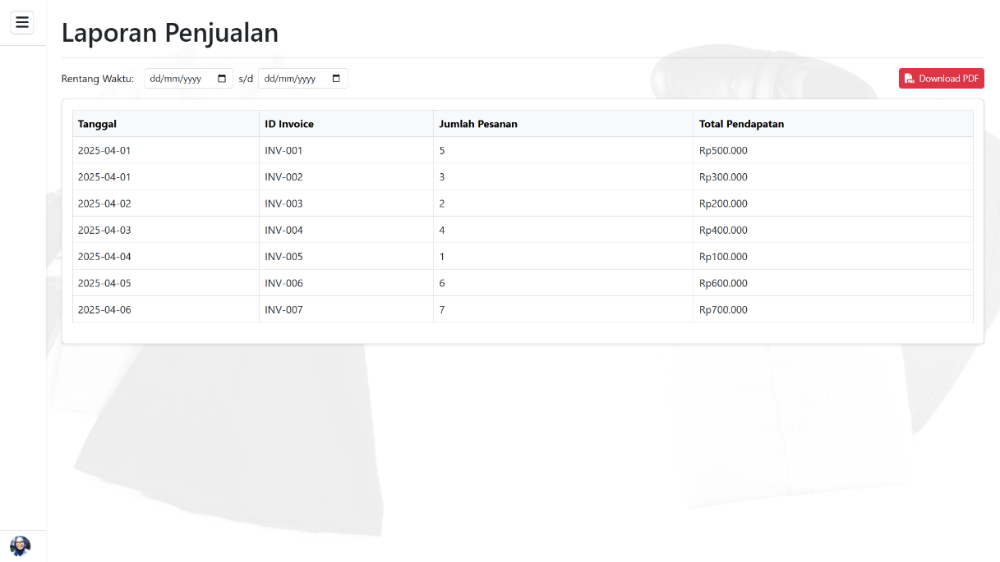 Laporan Penjualan
Rentang Waktu: dd/mm/yyyy s/d dd/mm/yyyy Download PDF
Tanggal ID Invoice Jumlah Pesanan Total Pendapatan
2025-04-01 INV-001 5 Rp500.000
2025-04-01 INV-002 3 Rp300.000
2025-04-02 INV-003 2 Rp200.000
2025-04-03 INV-004 4 Rp400.000
2025-04-04 INV-005 1 Rp100.000
2025-04-05 INV-006 6 Rp600.000
2025-04-06 INV-007 7 Rp700.000